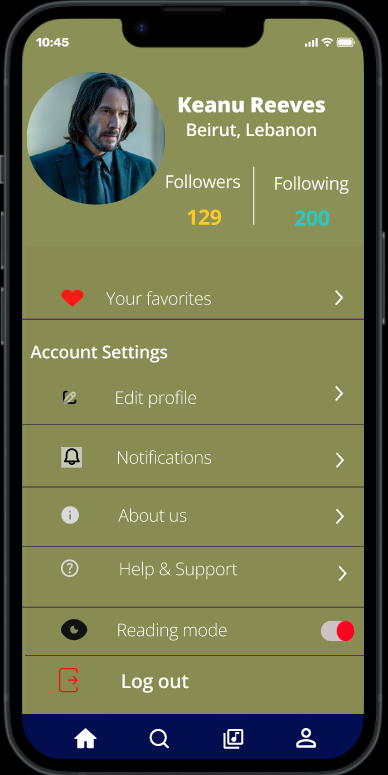 10:45
Keanu Reeves
Beirut, Lebanon
Followers Following
129 200
Your favorites
Account Settings
Edit profile
Notifications
About us
Help & Support
Reading mode
Log out